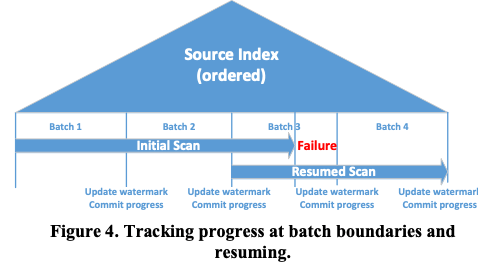 Source Index
(ordered)
Batch 1
Batch 2
Batch 3
Batch 4
Initial Scan
Failure
Resumed Scan
Update watermark
Commit progress
Update watermark
Commit progress
Update watermark
Commit progress
Update watermark
Commit progress
Figure 4. Tracking progress at batch boundaries and
resuming.